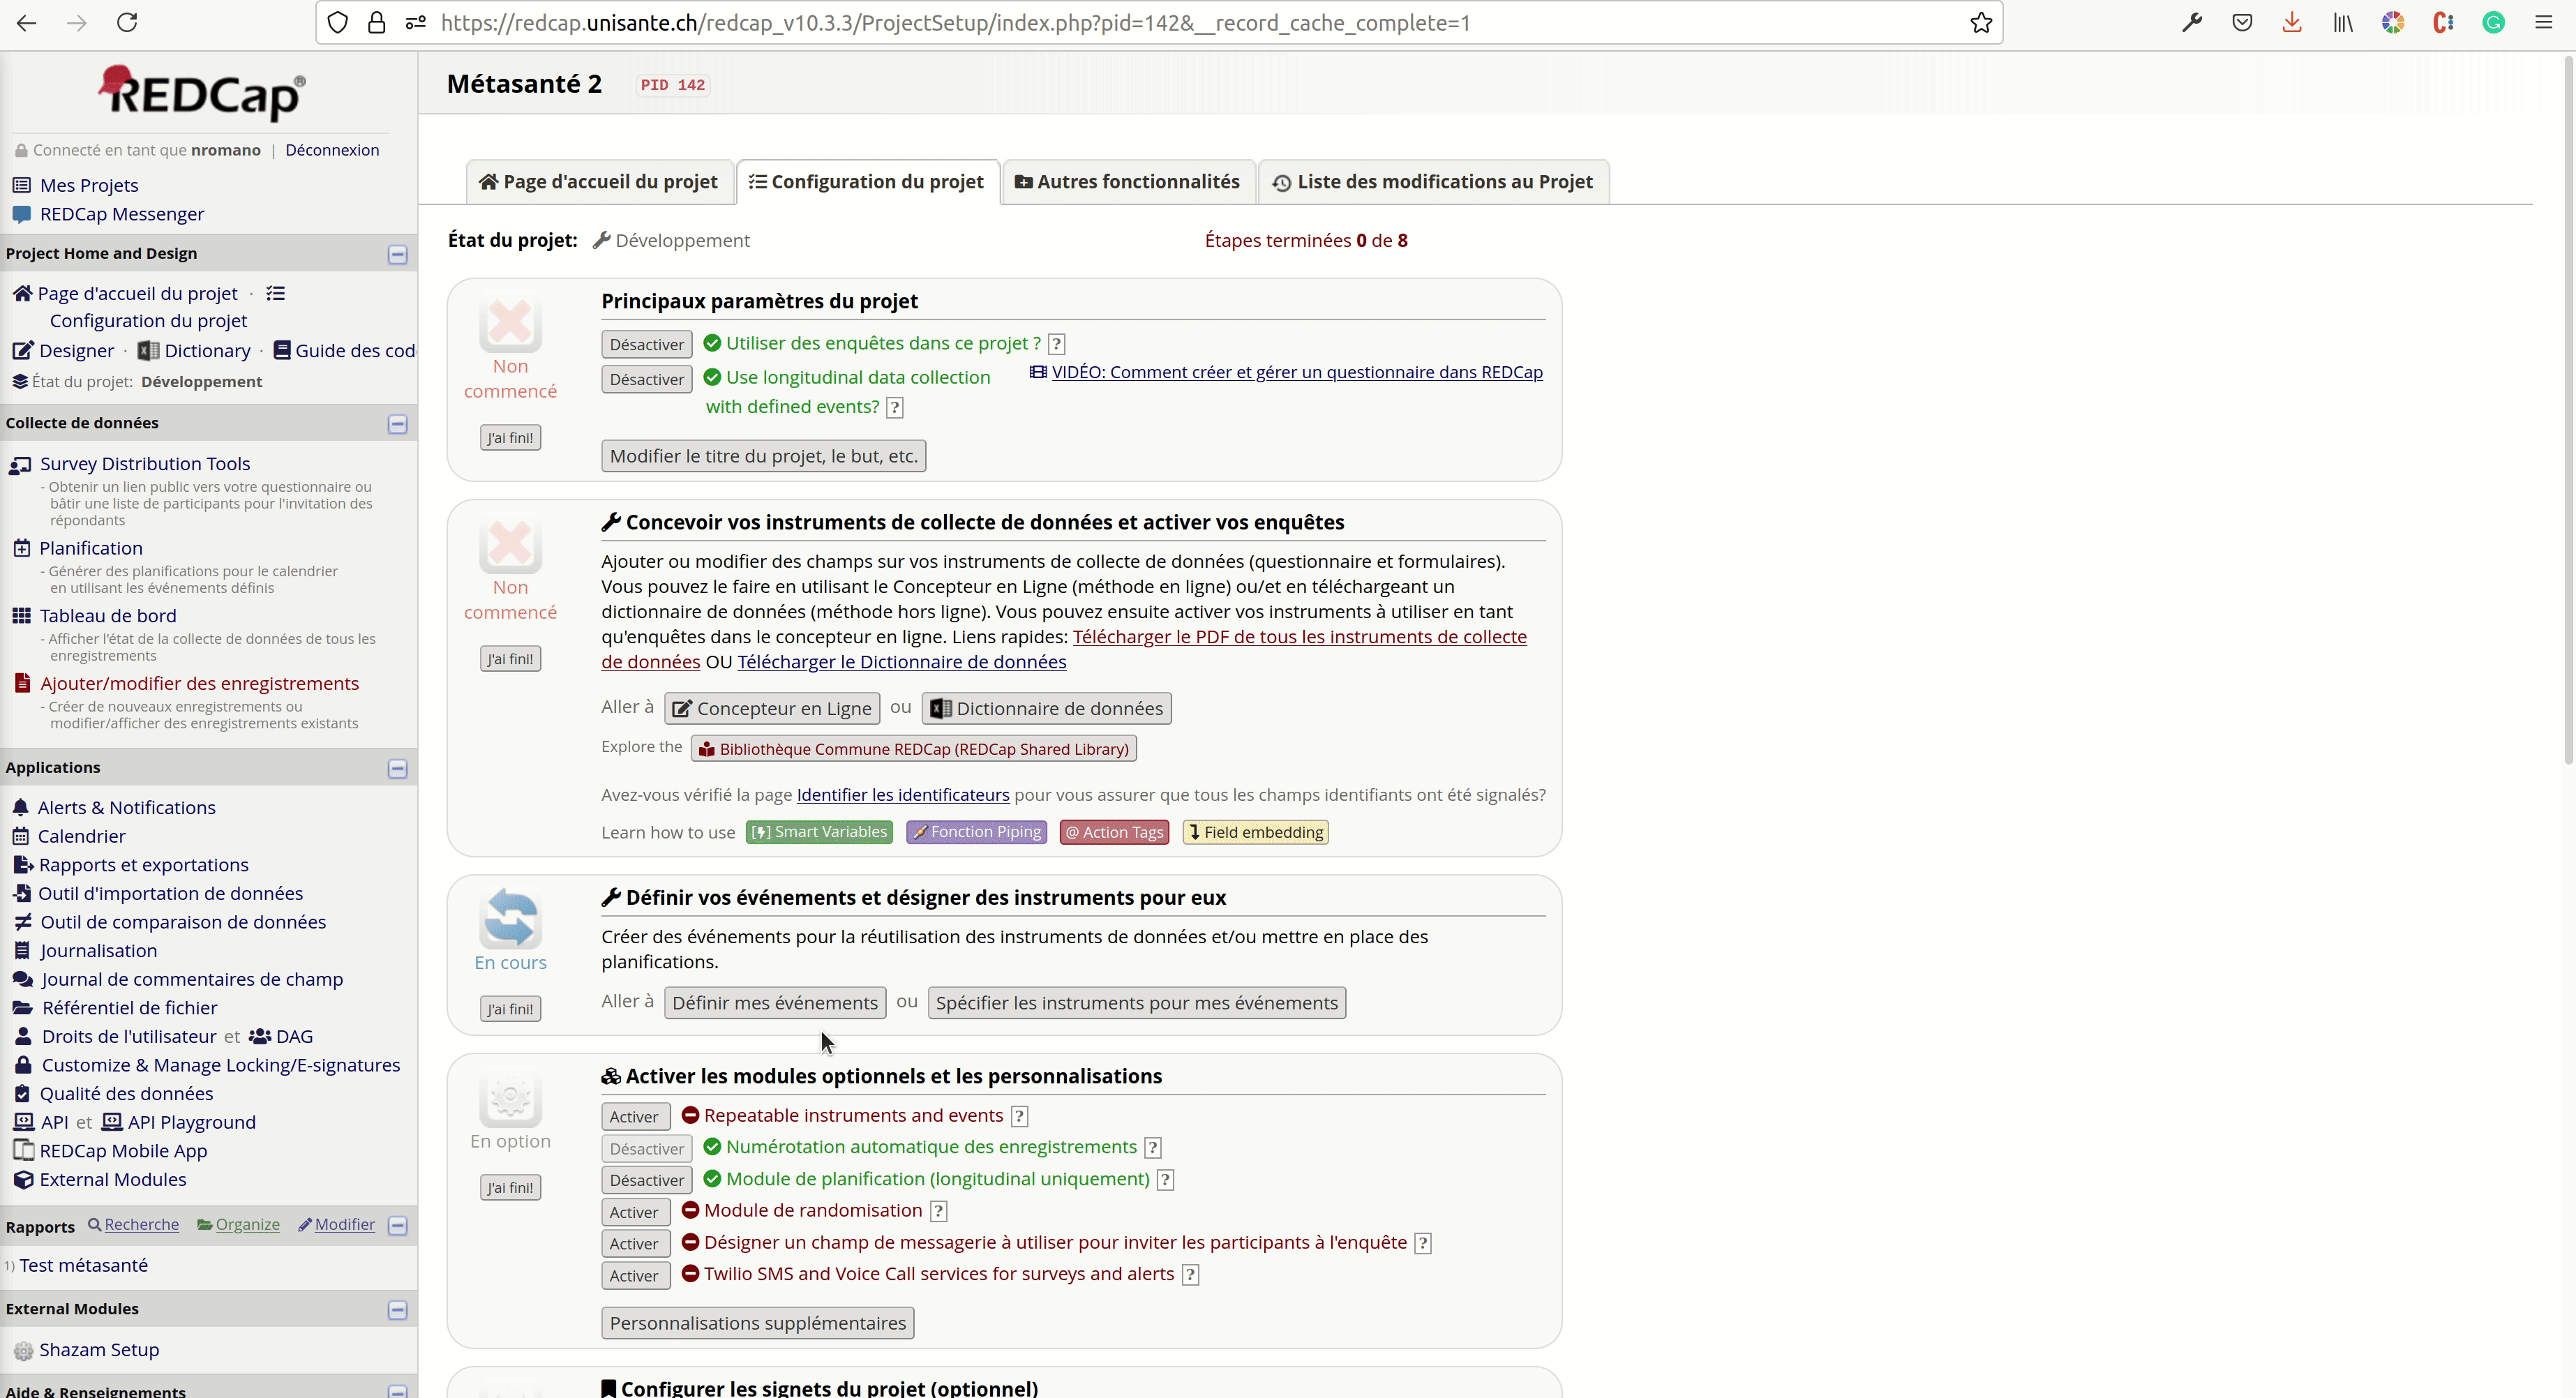 https://redcap.unisante.ch/redcap_v10.3.3/ProjectSetup/index.php?pid=142&__record_cache_complete=1
REDCap®
Connecté en tant que nromano | Déconnexion
Mes Projets
REDCap Messenger
Project Home and Design
Page d'accueil du projet ·
Configuration du projet
Designer · Dictionary · Guide des cod
État du projet: Développement
Collecte de données
Survey Distribution Tools
- Obtenir un lien public vers votre questionnaire ou
bâtir une liste de participants pour l'invitation des
répondants
Planification
- Générer des planifications pour le calendrier
en utilisant les événements définis
Tableau de bord
- Afficher l'état de la collecte de données de tous les
enregistrements
Ajouter/modifier des enregistrements
- Créer de nouveaux enregistrements ou
modifier/afficher des enregistrements existants
Applications
Alerts & Notifications
Calendrier
Rapports et exportations
Outil d'importation de données
Outil de comparaison de données
Journalisation
Journal de commentaires de champ
Référentiel de fichier
Droits de l'utilisateur et DAG
Customize & Manage Locking/E-signatures
Qualité des données
API et API Playground
REDCap Mobile App
External Modules
Rapports Recherche Organize Modifier
1) Test métasanté
External Modules
Shazam Setup
Aide & Renseignements
Métasanté 2 PID 142
Page d'accueil du projet
Configuration du projet
Autres fonctionnalités
Liste des modifications au Projet
État du projet: Développement
Étapes terminées 0 de 8
Non
commencé
J'ai fini!
Principaux paramètres du projet
Désactiver Utiliser des enquêtes dans ce projet ? ?
Désactiver Use longitudinal data collection
with defined events? ?
VIDÉO: Comment créer et gérer un questionnaire dans REDCap
Modifier le titre du projet, le but, etc.
Non
commencé
J'ai fini!
Concevoir vos instruments de collecte de données et activer vos enquêtes
Ajouter ou modifier des champs sur vos instruments de collecte de données (questionnaire et formulaires).
Vous pouvez le faire en utilisant le Concepteur en Ligne (méthode en ligne) ou/et en téléchargeant un
dictionnaire de données (méthode hors ligne). Vous pouvez ensuite activer vos instruments à utiliser en tant
qu'enquêtes dans le concepteur en ligne. Liens rapides: Télécharger le PDF de tous les instruments de collecte
de données OU Télécharger le Dictionnaire de données
Aller à Concepteur en Ligne ou Dictionnaire de données
Explore the Bibliothèque Commune REDCap (REDCap Shared Library)
Avez-vous vérifié la page Identifier les identificateurs pour vous assurer que tous les champs identifiants ont été signalés?
Learn how to use [⚡] Smart Variables Fonction Piping @ Action Tags Field embedding
En cours
J'ai fini!
Définir vos événements et désigner des instruments pour eux
Créer des événements pour la réutilisation des instruments de données et/ou mettre en place des
planifications.
Aller à Définir mes événements ou Spécifier les instruments pour mes événements
En option
J'ai fini!
Activer les modules optionnels et les personnalisations
Activer Repeatable instruments and events ?
Désactiver Numérotation automatique des enregistrements ?
Désactiver Module de planification (longitudinal uniquement) ?
Activer Module de randomisation ?
Activer Désigner un champ de messagerie à utiliser pour inviter les participants à l'enquête ?
Activer Twilio SMS and Voice Call services for surveys and alerts ?
Personnalisations supplémentaires
Configurer les signets du projet (optionnel)